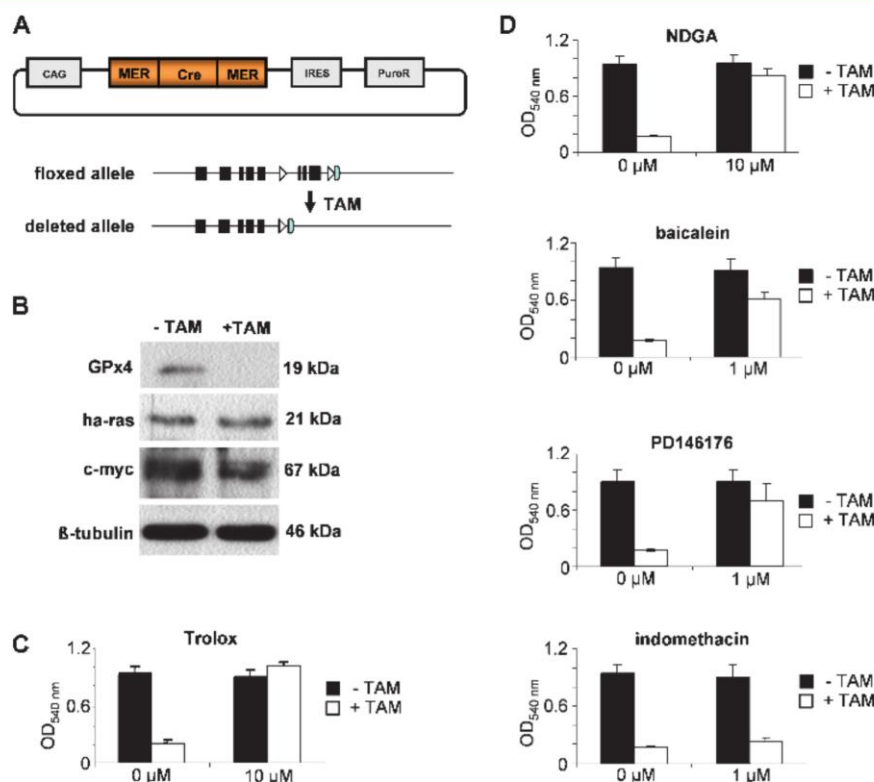 A
CAG MER Cre MER IRES PuroR
floxed allele
TAM
deleted allele
B
- TAM +TAM
GPx4 19 kDa
ha-ras 21 kDa
c-myc 67 kDa
ß-tubulin 46 kDa
C
Trolox
1.2
0.6
0
OD540 nm
0 µM 10 µM
- TAM
+ TAM
D
NDGA
1.2
0.6
0
OD540 nm
0 µM 10 µM
- TAM
+ TAM
baicalein
1.2
0.6
0
OD540 nm
0 µM 1 µM
- TAM
+ TAM
PD146176
1.2
0.6
0
OD540 nm
0 µM 1 µM
- TAM
+ TAM
indomethacin
1.2
0.6
0
OD540 nm
0 µM 1 µM
- TAM
+ TAM